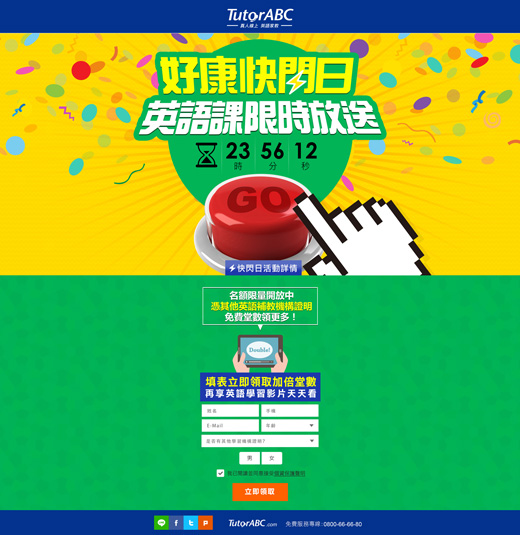 TutorABC
真人線上 英語家教
好康快閃日
英語課限時放送
23 56 12
時 分 秒
GO
快閃日活動詳情
名額限量開放中
憑其他英語補教機構證明
免費堂數領更多！
Double!
填表立即領取加倍堂數
再享英語學習影片天天看
姓名 手機
E-Mail 年齡
是否有其他學習機構證明?
男 女
立即領取
TutorABC.com 免費服務專線:0800-66-66-80